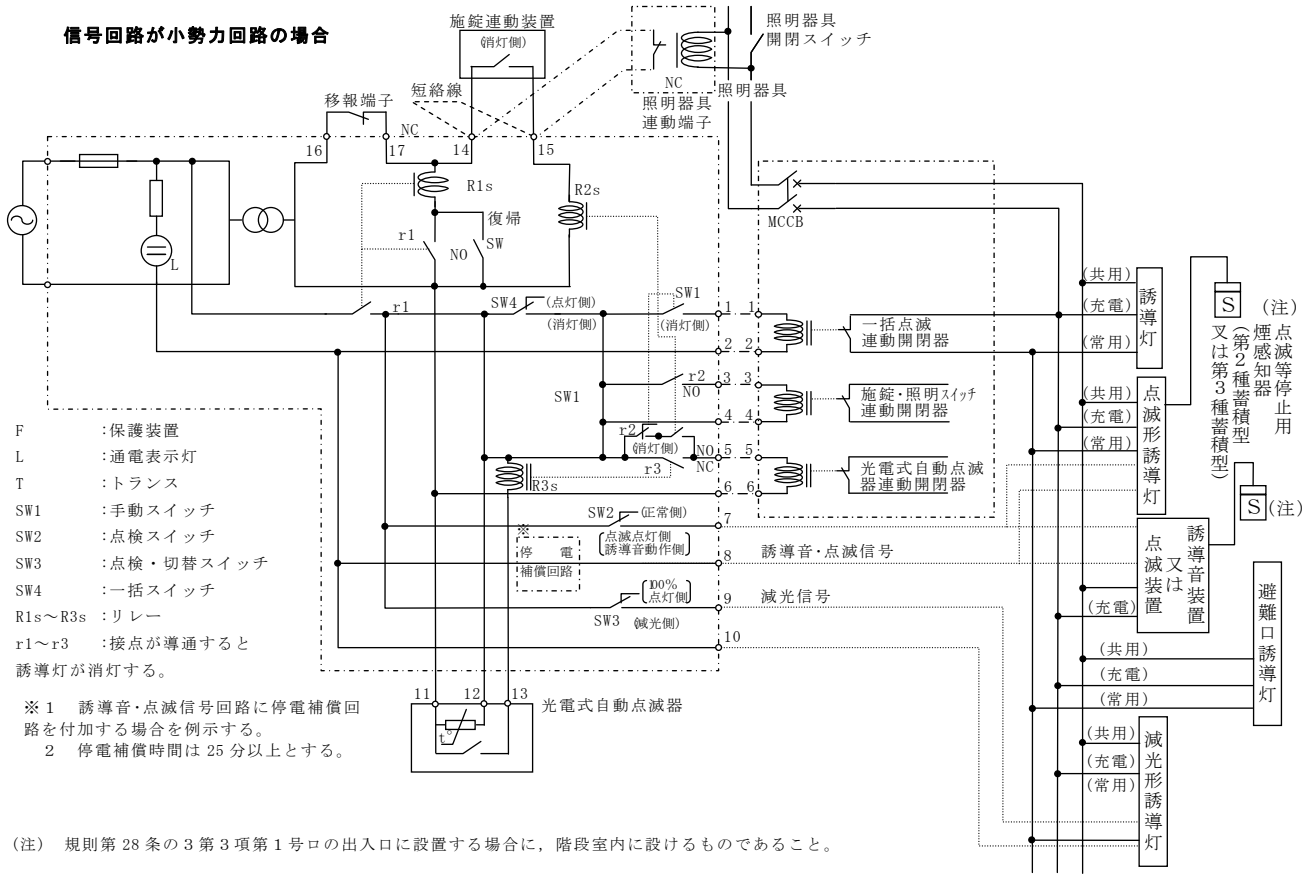 信号回路が小勢力回路の場合
施錠連動装置
(消灯側)
照明器具
開閉スイッチ
移報端子
短絡線
NC
照明器具
連動端子
照明器具
NC
16
17
14
15
R1s
R2s
復帰
r1
NO
SW
L
MCCB
r1
SW4
(点灯側)
(消灯側)
SW1
(消灯側)
1 1
2 2
一括点滅
連動開閉器
r2
NO
3 3
SW1
4 4
施錠・照明スイッチ
連動開閉器
r2
(消灯側)
NO
NC
5 5
r3
R3s
6 6
光電式自動点滅
器連動開閉器
SW2
(正常側)
7
点滅点灯側
誘導音動作側
※
停電
補償回路
8
誘導音・点滅信号
100%
点灯側
9
減光信号
SW3
(減光側)
10
11
12
13
光電式自動点滅器
t°
(共用)
(充電)
(常用)
誘導灯
S
(注)
点滅等停止用
煙感知器
(第2種蓄積型
又は第3種蓄積型)
(共用)
(充電)
(常用)
点滅形誘導灯
S
(注)
誘導音装置
又は
点滅装置
(充電)
(共用)
(充電)
(常用)
避難口誘導灯
(共用)
(充電)
(常用)
減光形誘導灯
F :保護装置
L :通電表示灯
T :トランス
SW1 :手動スイッチ
SW2 :点検スイッチ
SW3 :点検・切替スイッチ
SW4 :一括スイッチ
R1s～R3s :リレー
r1～r3 :接点が導通すると
誘導灯が消灯する。
※1 誘導音・点滅信号回路に停電補償回
路を付加する場合を例示する。
2 停電補償時間は25分以上とする。
(注) 規則第28条の3第3項第1号ロの出入口に設置する場合に，階段室内に設けるものであること。